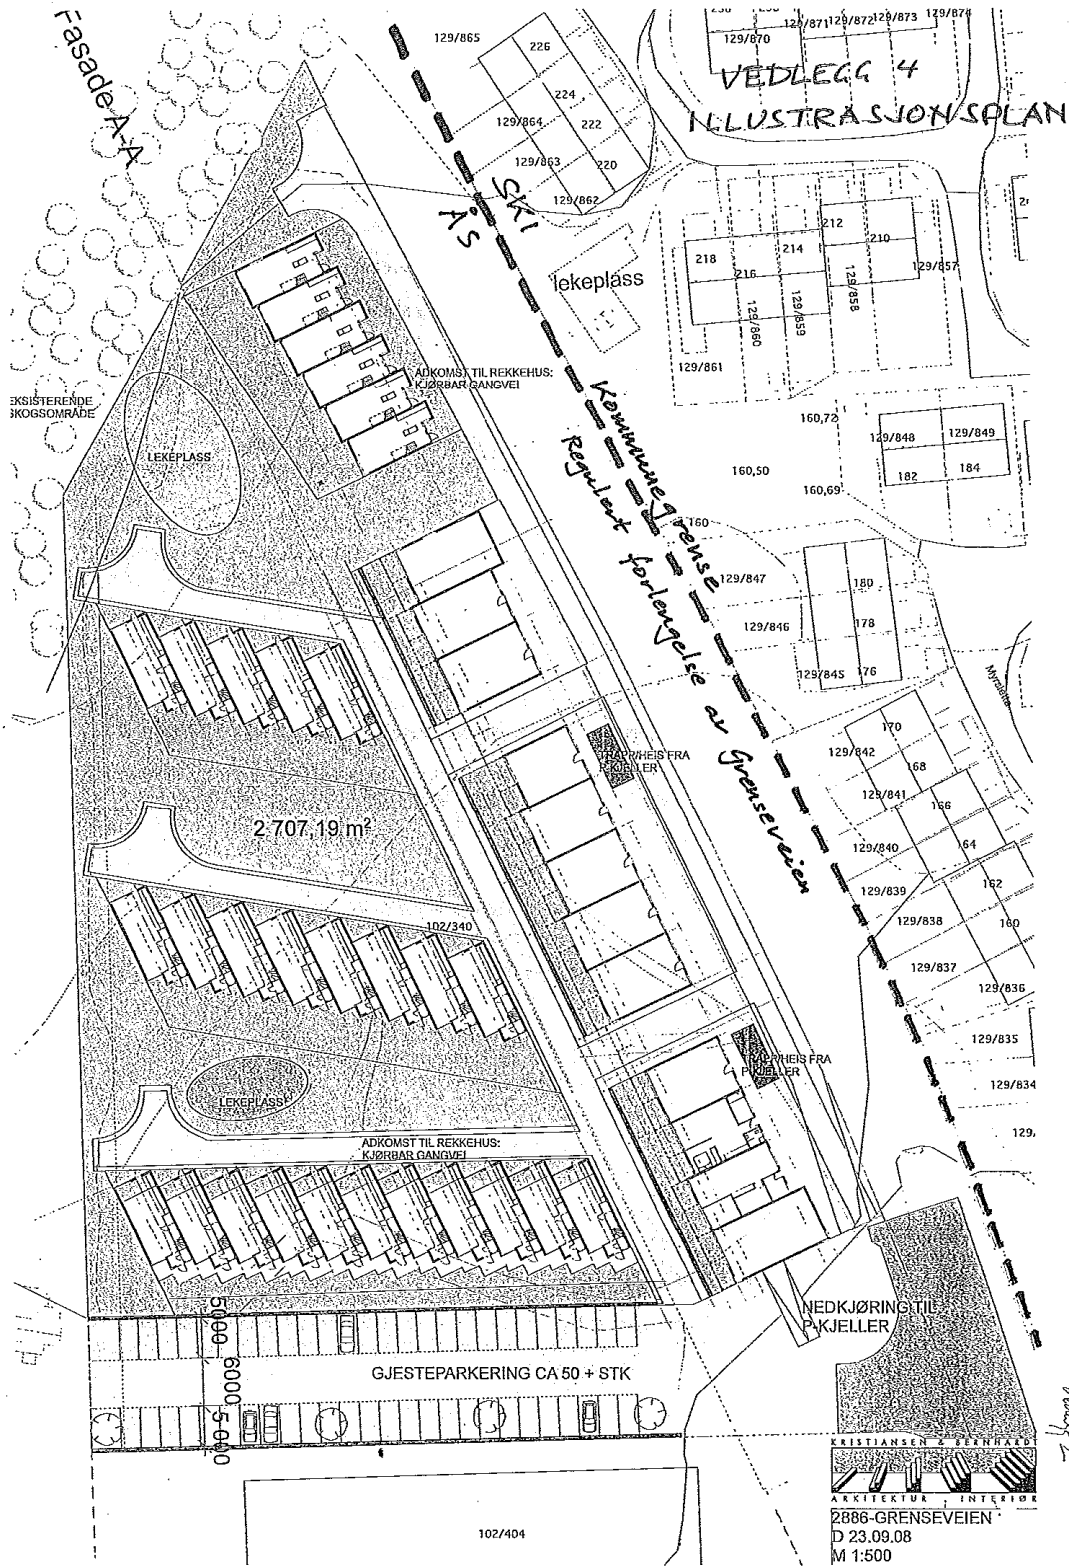 Fasade A-A
VEDLEGG 4
ILLUSTRASJONSPLAN
129/865
226
224
222
220
129/864
129/863
129/862
129/870
129/871
129/872
129/873
129/874
SKI
ÅS
lekeplass
218
216
214
212
210
129/857
129/858
129/859
129/860
129/861
ADKOMST TIL REKKEHUS:
KJØRBAR GANGVEI
EKSISTERENDE
SKOGSOMRÅDE
LEKEPLASS
Kommunegrense
Regulert forlengelse av Grenseveien
160,72
160,50
160,69
160
129/848
129/849
182
184
129/847
129/846
129/845
180
178
176
129/842
129/841
129/840
129/839
129/838
129/837
129/836
129/835
129/834
129,
170
168
166
64
162
160
TRAPP/HEIS FRA
P-KJELLER
2 707,19 m²
102/340
TRAPP/HEIS FRA
P-KJELLER
LEKEPLASS
ADKOMST TIL REKKEHUS:
KJØRBAR GANGVEI
NEDKJØRING TIL
P-KJELLER
5000
6000
5 000
GJESTEPARKERING CA 50 + STK
102/404
KRISTIANSEN & BERNHARDT
ARKITEKTUR INTERIØR
2886-GRENSEVEIEN
D 23.09.08
M 1:500